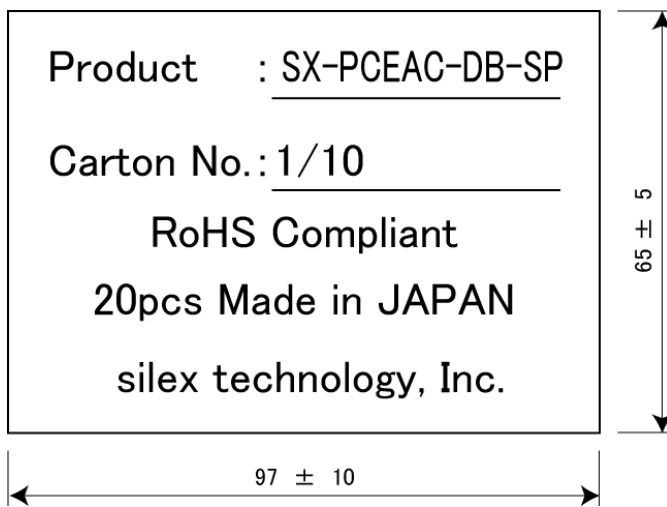 Product : SX-PCEAC-DB-SP
Carton No.: 1/10
RoHS Compliant
20pcs Made in JAPAN
silex technology, Inc.
65 ± 5
97 ± 10